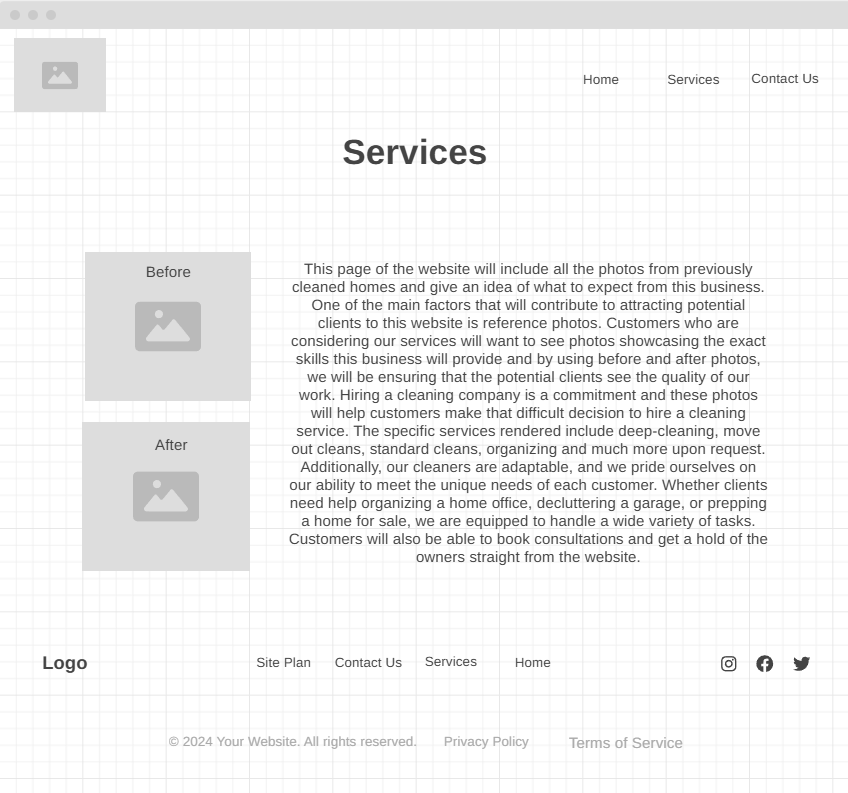 Home Services Contact Us
Services
Before
After
This page of the website will include all the photos from previously
cleaned homes and give an idea of what to expect from this business.
One of the main factors that will contribute to attracting potential
clients to this website is reference photos. Customers who are
considering our services will want to see photos showcasing the exact
skills this business will provide and by using before and after photos,
we will be ensuring that the potential clients see the quality of our
work. Hiring a cleaning company is a commitment and these photos
will help customers make that difficult decision to hire a cleaning
service. The specific services rendered include deep-cleaning, move
out cleans, standard cleans, organizing and much more upon request.
Additionally, our cleaners are adaptable, and we pride ourselves on
our ability to meet the unique needs of each customer. Whether clients
need help organizing a home office, decluttering a garage, or prepping
a home for sale, we are equipped to handle a wide variety of tasks.
Customers will also be able to book consultations and get a hold of the
owners straight from the website.
Logo Site Plan Contact Us Services Home
© 2024 Your Website. All rights reserved. Privacy Policy Terms of Service